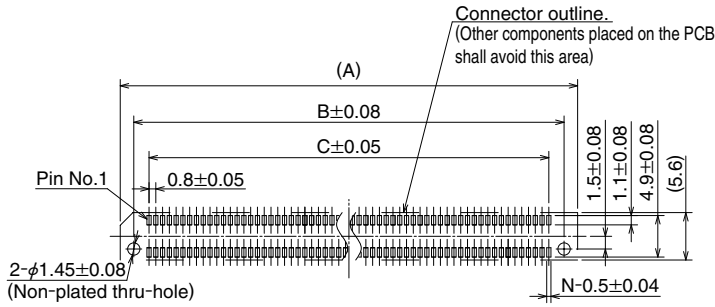 Connector outline.
(Other components placed on the PCB
shall avoid this area)
(A)
B±0.08
C±0.05
Pin No.1
0.8±0.05
1.5±0.08
1.1±0.08
4.9±0.08
(5.6)
2-ϕ1.45±0.08
(Non-plated thru-hole)
N-0.5±0.04